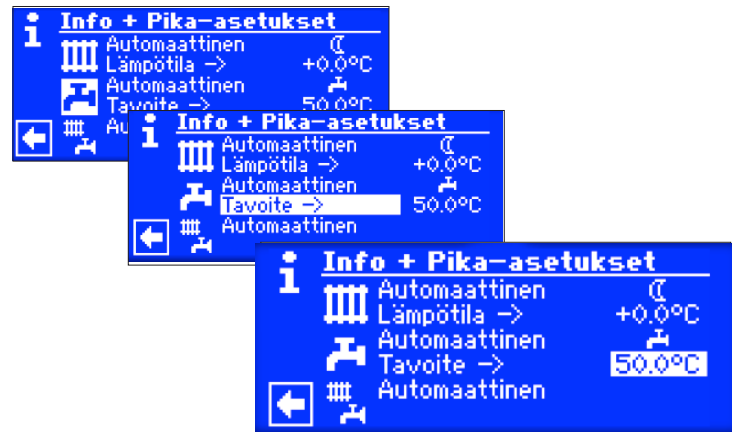 Info + Pika-asetukset
Automaattinen
Lämpötila -> +0.0°C
Automaattinen
Tavoite -> 50.0°C
Au
Info + Pika-asetukset
Automaattinen
Lämpötila -> +0.0°C
Automaattinen
Tavoite -> 50.0°C
Automaattinen
Info + Pika-asetukset
Automaattinen
Lämpötila -> +0.0°C
Automaattinen
Tavoite -> 50.0°C
Automaattinen